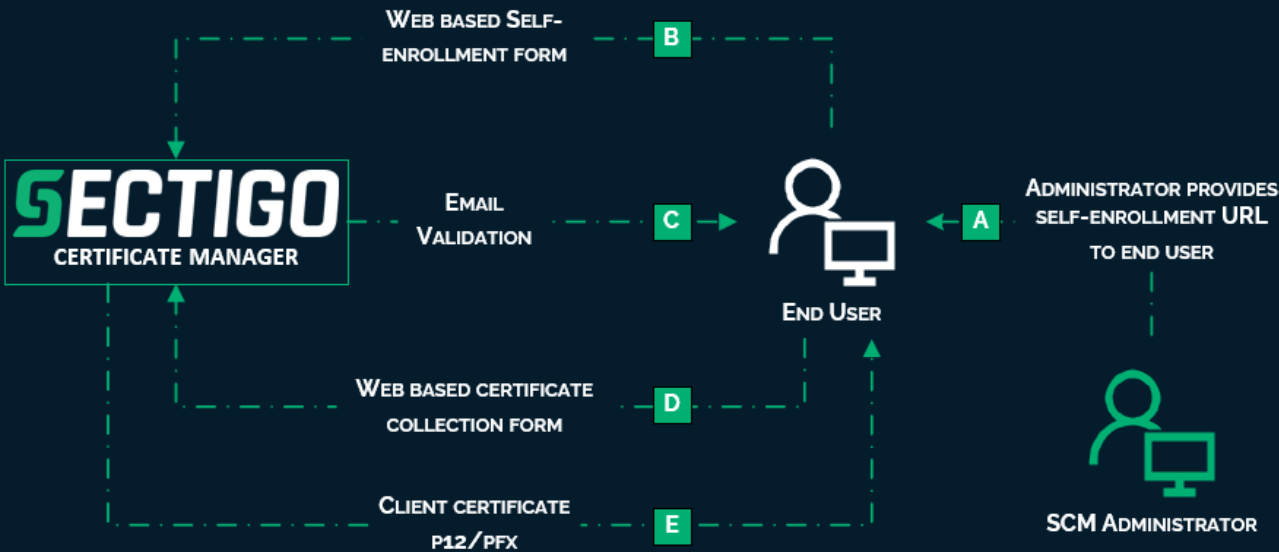 Web based Self-
enrollment form
B
SECTIGO
CERTIFICATE MANAGER
Email
Validation
C
A
Administrator provides
self-enrollment URL
to end user
End User
Web based certificate
collection form
D
Client certificate
p12/pfx
E
SCM Administrator